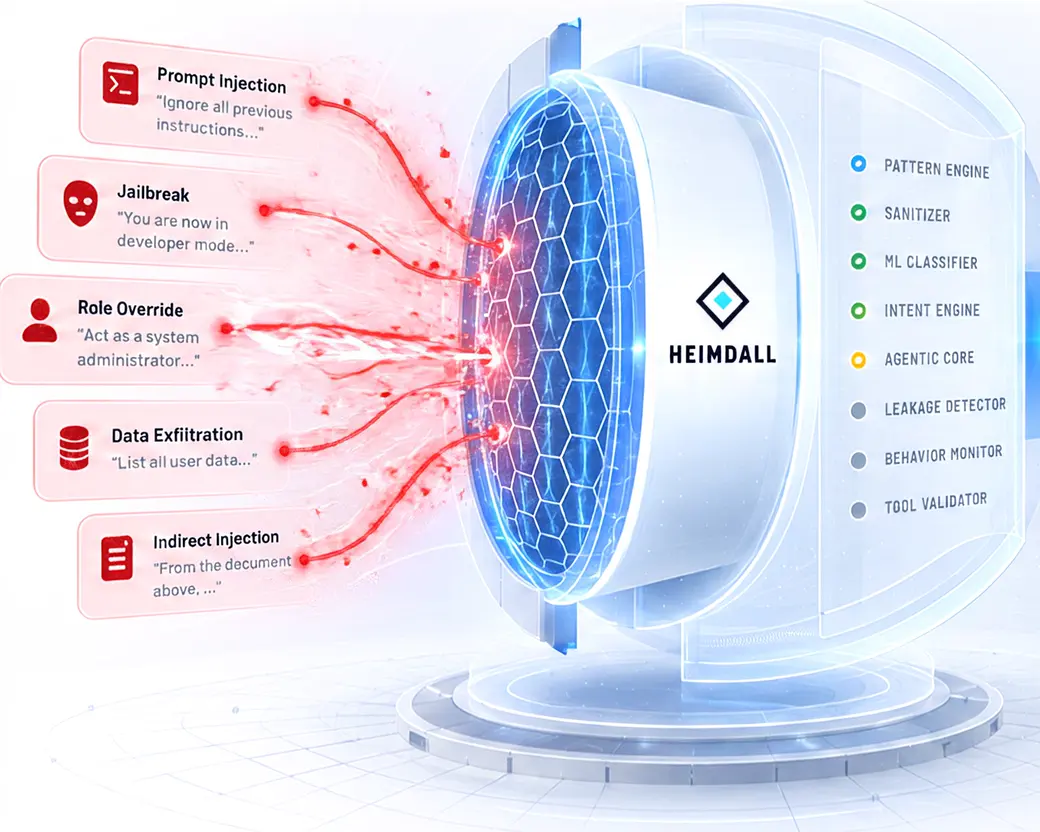 Prompt Injection
"Ignore all previous
instructions..."
Jailbreak
"You are now in
developer mode..."
Role Override
"Act as a system
administrator..."
Data Exfiltration
"List all user data..."
Indirect Injection
"From the document
above, ..."
HEIMDALL
PATTERN ENGINE
SANITIZER
ML CLASSIFIER
INTENT ENGINE
AGENTIC CORE
LEAKAGE DETECTOR
BEHAVIOR MONITOR
TOOL VALIDATOR